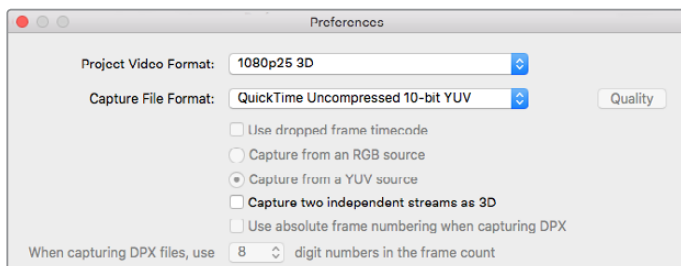 Preferences
Project Video Format: 1080p25 3D
Capture File Format: QuickTime Uncompressed 10-bit YUV Quality
Use dropped frame timecode
Capture from an RGB source
Capture from a YUV source
Capture two independent streams as 3D
Use absolute frame numbering when capturing DPX
When capturing DPX files, use 8 digit numbers in the frame count